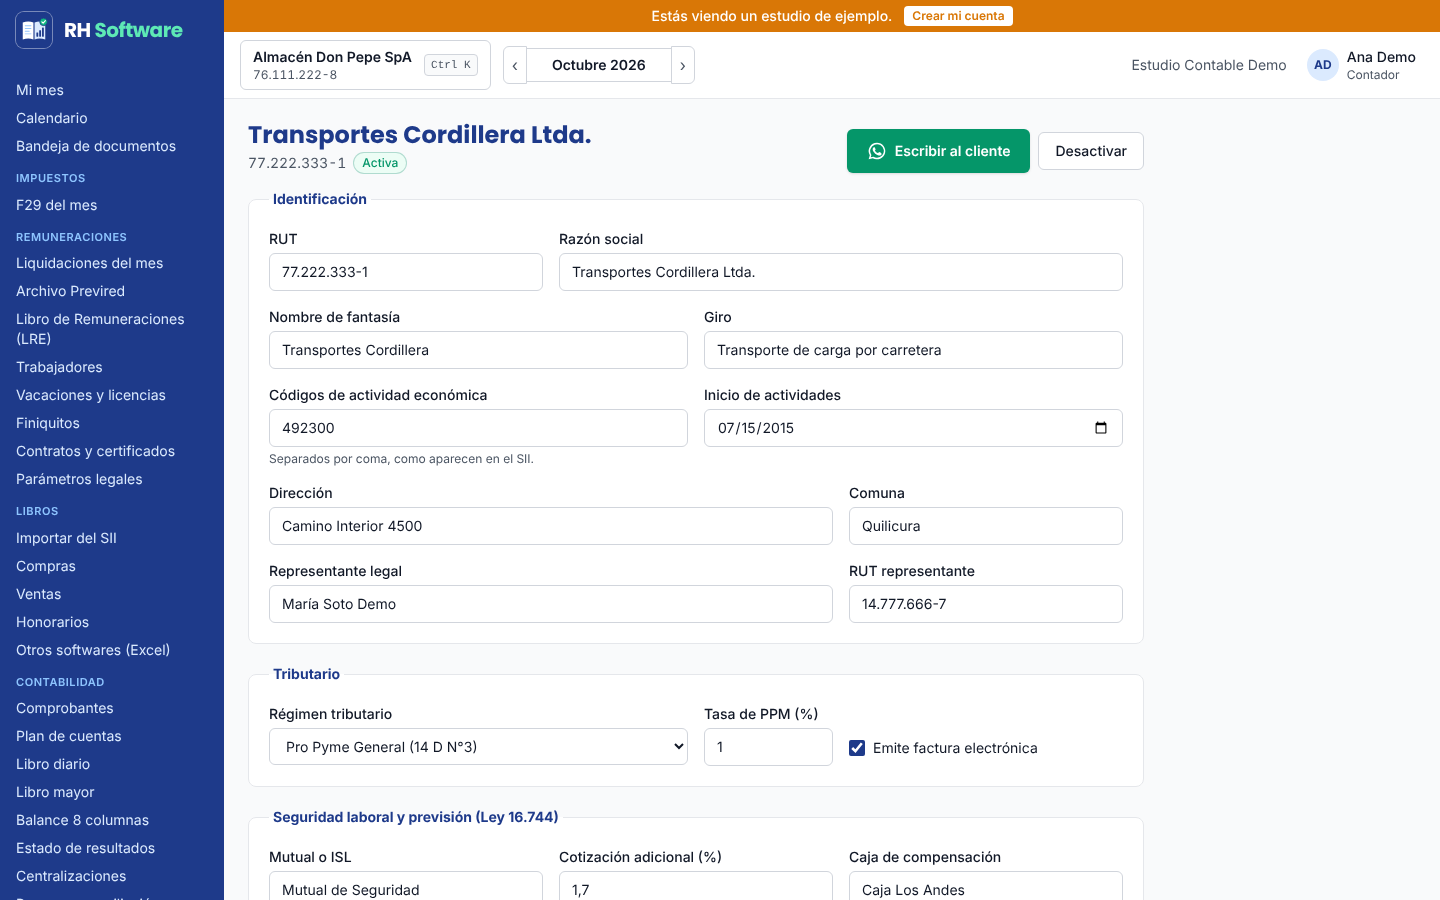 Estás viendo un estudio de ejemplo. Crear mi cuenta
RH Software
Mi mes
Calendario
Bandeja de documentos
IMPUESTOS
F29 del mes
REMUNERACIONES
Liquidaciones del mes
Archivo Previred
Libro de Remuneraciones
(LRE)
Trabajadores
Vacaciones y licencias
Finiquitos
Contratos y certificados
Parámetros legales
LIBROS
Importar del SII
Compras
Ventas
Honorarios
Otros softwares (Excel)
CONTABILIDAD
Comprobantes
Plan de cuentas
Libro diario
Libro mayor
Balance 8 columnas
Estado de resultados
Centralizaciones
Almacén Don Pepe SpA
76.111.222-8
Ctrl K
‹ Octubre 2026 ›
Estudio Contable Demo
AD
Ana Demo
Contador
Transportes Cordillera Ltda.
77.222.333-1 Activa
Escribir al cliente
Desactivar
Identificación
RUT Razón social
77.222.333-1 Transportes Cordillera Ltda.
Nombre de fantasía Giro
Transportes Cordillera Transporte de carga por carretera
Códigos de actividad económica Inicio de actividades
492300 07/15/2015
Separados por coma, como aparecen en el SII.
Dirección Comuna
Camino Interior 4500 Quilicura
Representante legal RUT representante
María Soto Demo 14.777.666-7
Tributario
Régimen tributario Tasa de PPM (%)
Pro Pyme General (14 D N°3) 1 Emite factura electrónica
Seguridad laboral y previsión (Ley 16.744)
Mutual o ISL Cotización adicional (%) Caja de compensación
Mutual de Seguridad 1,7 Caja Los Andes